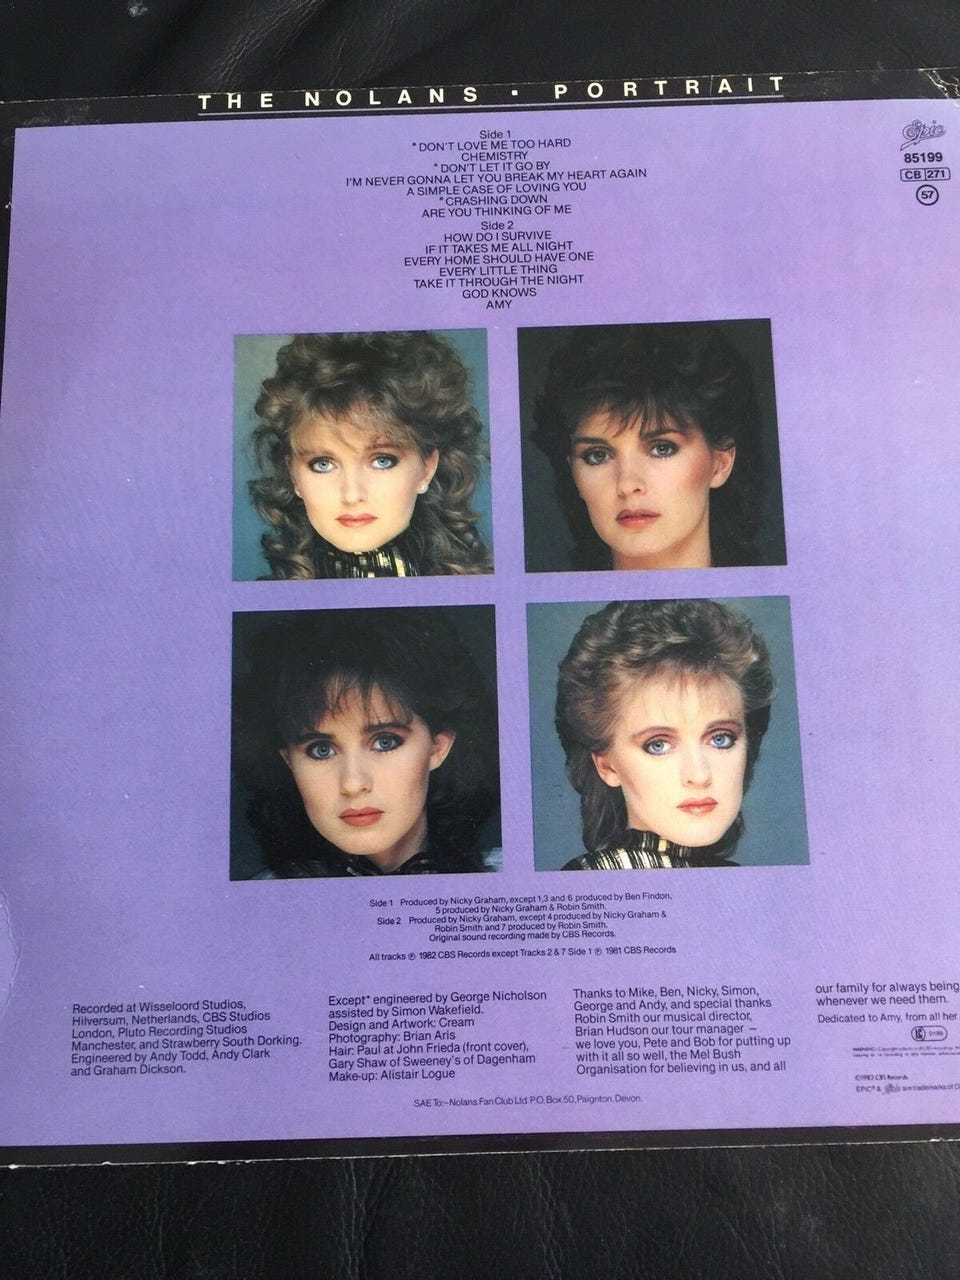 THE NOLANS · PORTRAIT
Epic
85199
CB 271
57
Side 1
*DON'T LOVE ME TOO HARD
CHEMISTRY
*DON'T LET IT GO BY
I'M NEVER GONNA LET YOU BREAK MY HEART AGAIN
A SIMPLE CASE OF LOVING YOU
*CRASHING DOWN
ARE YOU THINKING OF ME
Side 2
HOW DO I SURVIVE
IF IT TAKES ME ALL NIGHT
EVERY HOME SHOULD HAVE ONE
EVERY LITTLE THING
TAKE IT THROUGH THE NIGHT
GOD KNOWS
AMY
Side 1 Produced by Nicky Graham, except 1,3 and 6 produced by Ben Findon,
5 produced by Nicky Graham & Robin Smith.
Side 2 Produced by Nicky Graham, except 4 produced by Nicky Graham &
Robin Smith and 7 produced by Robin Smith.
Original sound recording made by CBS Records.
All tracks ℗ 1982 CBS Records except Tracks 2 & 7 Side 1 ℗ 1981 CBS Records
Recorded at Wisseloord Studios,
Hilversum, Netherlands, CBS Studios
London, Pluto Recording Studios
Manchester, and Strawberry South Dorking.
Engineered by Andy Todd, Andy Clark
and Graham Dickson.
Except* engineered by George Nicholson
assisted by Simon Wakefield.
Design and Artwork: Cream
Photography: Brian Aris
Hair: Paul at John Frieda (front cover),
Gary Shaw of Sweeney's of Dagenham
Make-up: Alistair Logue
Thanks to Mike, Ben, Nicky, Simon,
George and Andy, and special thanks
Robin Smith our musical director,
Brian Hudson our tour manager –
we love you, Pete and Bob for putting up
with it all so well, the Mel Bush
Organisation for believing in us, and all
our family for always being
whenever we need them.
Dedicated to Amy, from all her
©1982 CBS Records
EPIC® & are trademarks of
SAE To:–Nolans Fan Club Ltd. P.O. Box 50, Paignton, Devon.